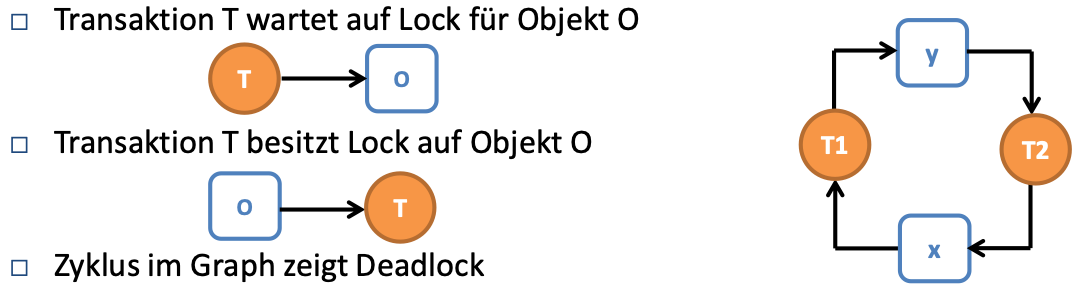 Transaktion T wartet auf Lock für Objekt O
T
O
Transaktion T besitzt Lock auf Objekt O
O
T
Zyklus im Graph zeigt Deadlock
y
T1
T2
x